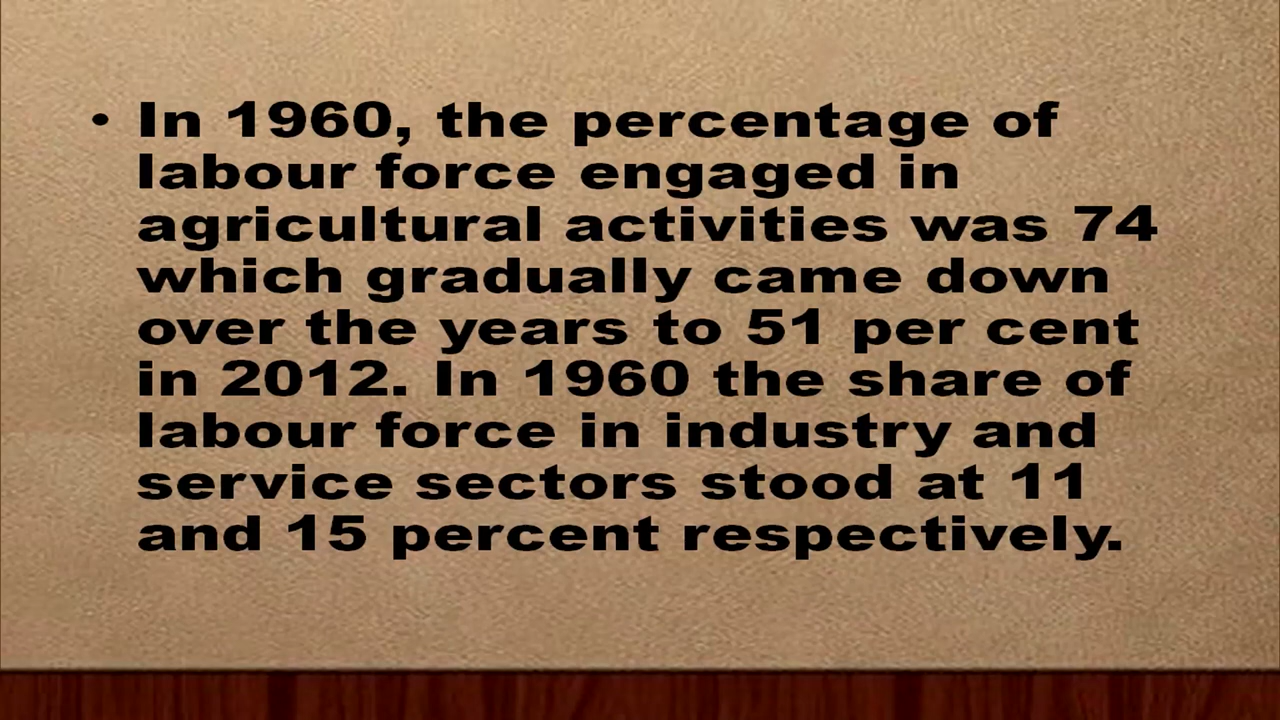 • In 1960, the percentage of
labour force engaged in
agricultural activities was 74
which gradually came down
over the years to 51 per cent
in 2012. In 1960 the share of
labour force in industry and
service sectors stood at 11
and 15 percent respectively.